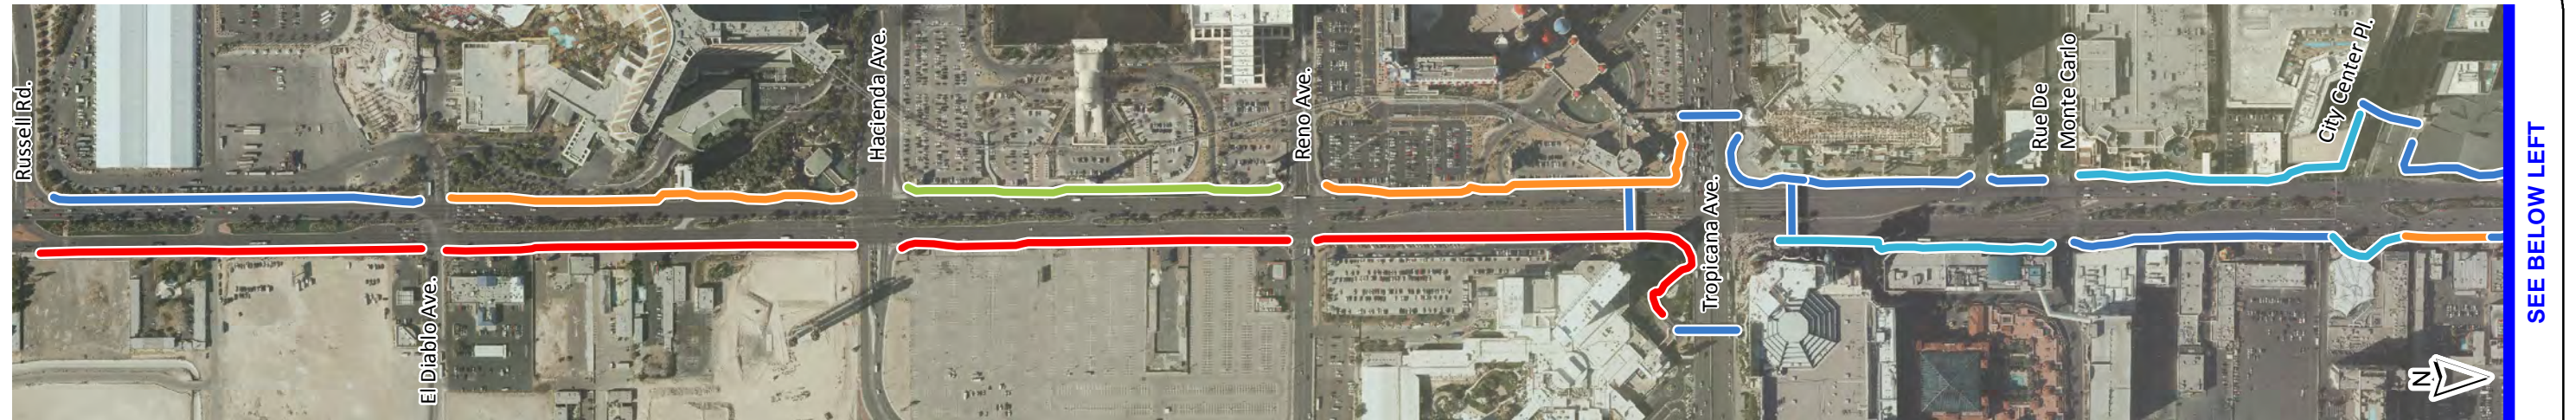 Russell Rd.
El Diablo Ave.
Hacienda Ave.
Reno Ave.
Tropicana Ave.
Rue De
Monte Carlo
City Center Pl.
N
SEE BELOW LEFT